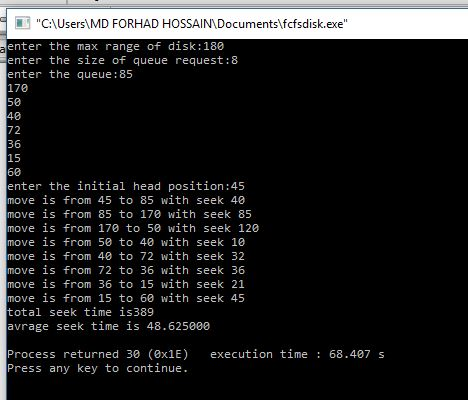 "C:\Users\MD FORHAD HOSSAIN\Documents\fcfsdisk.exe"
enter the max range of disk:180
enter the size of queue request:8
enter the queue:85
170
50
40
72
36
15
60
enter the initial head position:45
move is from 45 to 85 with seek 40
move is from 85 to 170 with seek 85
move is from 170 to 50 with seek 120
move is from 50 to 40 with seek 10
move is from 40 to 72 with seek 32
move is from 72 to 36 with seek 36
move is from 36 to 15 with seek 21
move is from 15 to 60 with seek 45
total seek time is389
avrage seek time is 48.625000
Process returned 30 (0x1E)   execution time : 68.407 s
Press any key to continue.